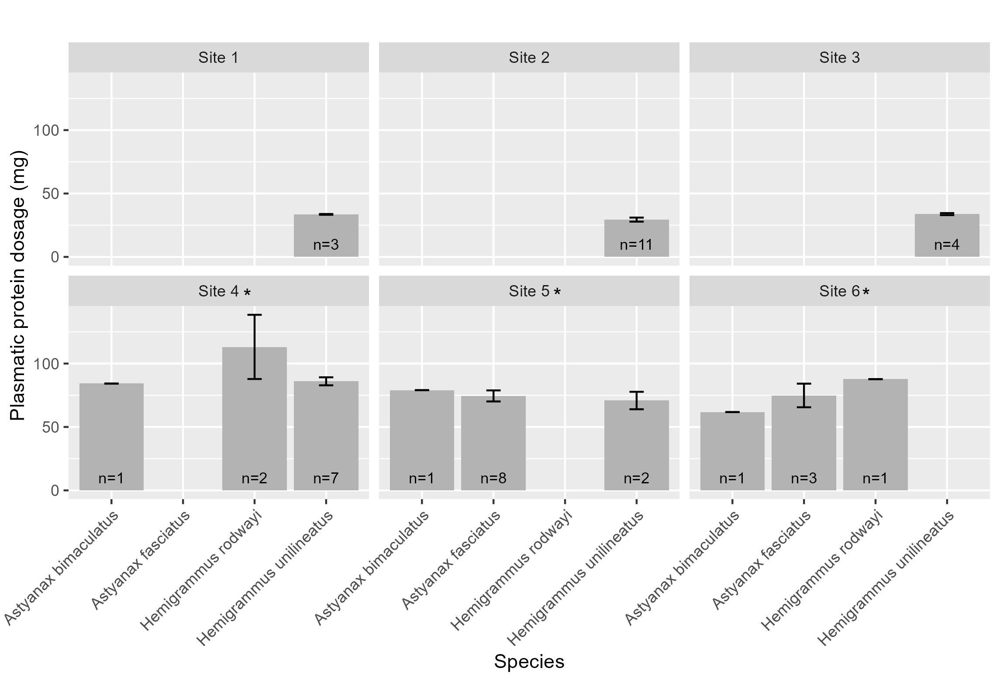 Site 1
Site 2
Site 3
Plasmatic protein dosage (mg)
100
50
0
n=3
n=11
n=4
Site 4 *
Site 5 *
Site 6 *
100
50
0
n=1
n=2
n=7
n=1
n=8
n=2
n=1
n=3
n=1
Astyanax bimaculatus
Astyanax fasciatus
Hemigrammus rodwayi
Hemigrammus unilineatus
Astyanax bimaculatus
Astyanax fasciatus
Hemigrammus rodwayi
Hemigrammus unilineatus
Astyanax bimaculatus
Astyanax fasciatus
Hemigrammus rodwayi
Hemigrammus unilineatus
Species